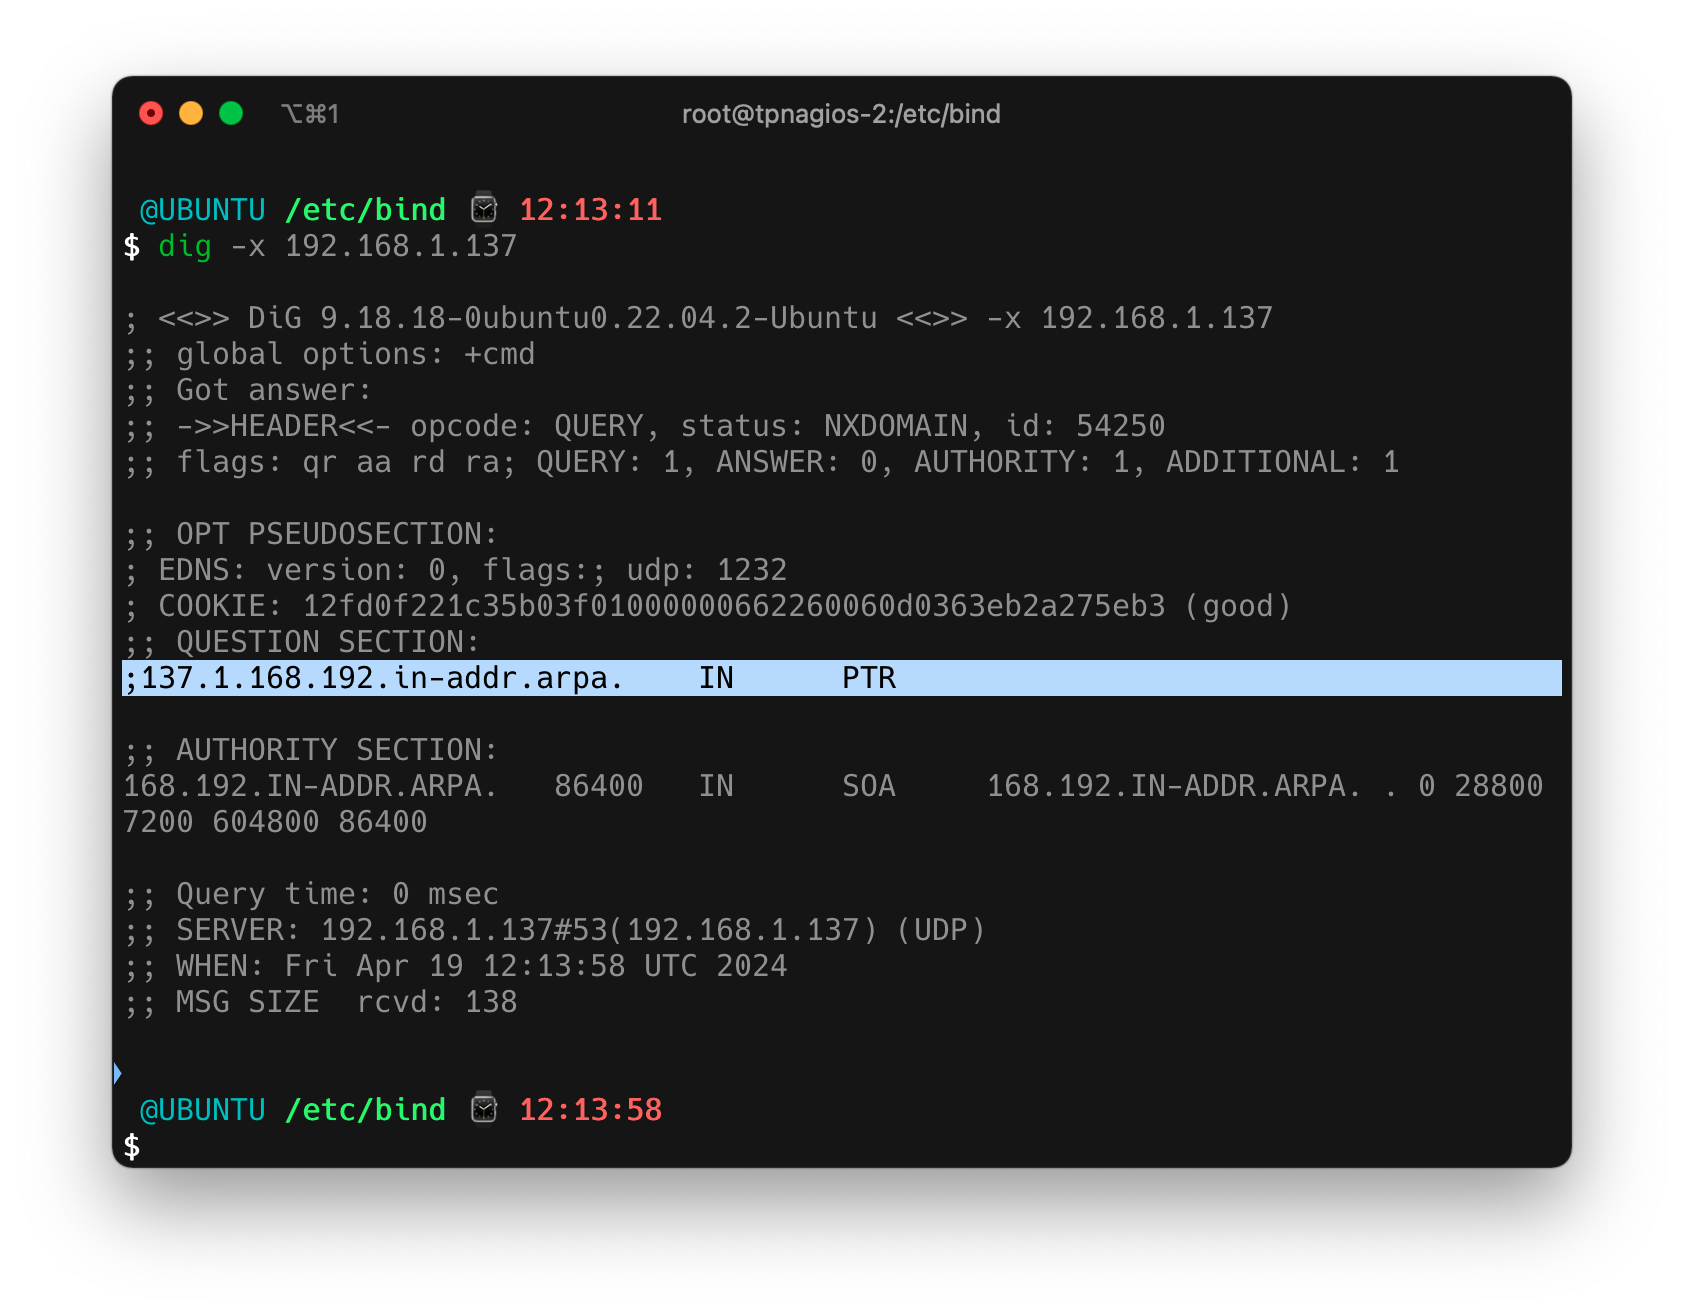 ⌥⌘1 root@tpnagios-2:/etc/bind
@UBUNTU /etc/bind ⌚ 12:13:11
$ dig -x 192.168.1.137
; <<>> DiG 9.18.18-0ubuntu0.22.04.2-Ubuntu <<>> -x 192.168.1.137
;; global options: +cmd
;; Got answer:
;; ->>HEADER<<- opcode: QUERY, status: NXDOMAIN, id: 54250
;; flags: qr aa rd ra; QUERY: 1, ANSWER: 0, AUTHORITY: 1, ADDITIONAL: 1
;; OPT PSEUDOSECTION:
; EDNS: version: 0, flags:; udp: 1232
; COOKIE: 12fd0f221c35b03f01000000662260060d0363eb2a275eb3 (good)
;; QUESTION SECTION:
;137.1.168.192.in-addr.arpa. IN PTR
;; AUTHORITY SECTION:
168.192.IN-ADDR.ARPA. 86400 IN SOA 168.192.IN-ADDR.ARPA. . 0 28800
7200 604800 86400
;; Query time: 0 msec
;; SERVER: 192.168.1.137#53(192.168.1.137) (UDP)
;; WHEN: Fri Apr 19 12:13:58 UTC 2024
;; MSG SIZE rcvd: 138
@UBUNTU /etc/bind ⌚ 12:13:58
$